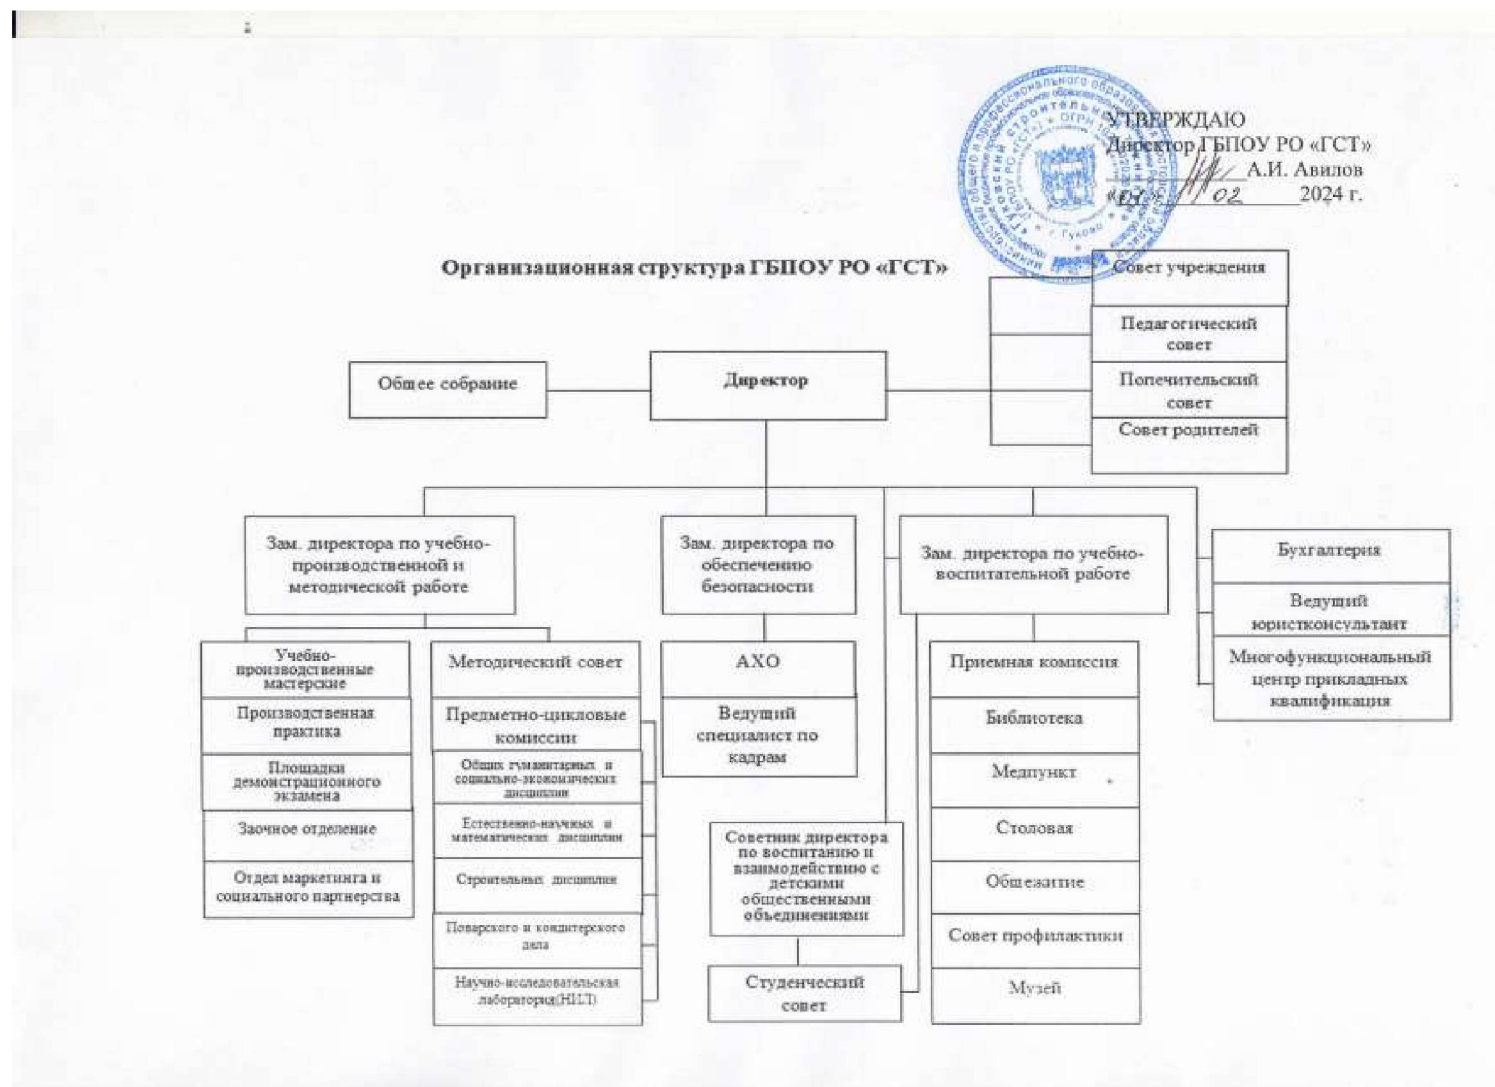 УТВЕРЖДАЮ
Директор ГБПОУ РО «ГСТ»
А.И. Авилов
02
2024 г.
Организационная структура ГБПОУ РО «ГСТ»
Совет учреждения
Педагогический
совет
Попечительский
совет
Совет родителей
Общее собрание
Директор
Зам. директора по учебно-
производственной и
методической работе
Зам. директора по
обеспечению
безопасности
Зам. директора по учебно-
воспитательной работе
Бухгалтерия
Ведущий
юристконсультант
Многофункциональный
центр прикладных
квалификация
Учебно-
производственные
мастерские
Производственная
практика
Площадки
демонстрационного
экзамена
Заочное отделение
Отдел маркетинга и
социального партнерства
Методический совет
Предметно-цикловые
комиссии
Общих гуманитарных и
социально-экономических
дисциплин
Естественно-научных и
математических дисциплин
Строительных дисциплин
Поварского и кондитерского
дела
Научно-исследовательская
лаборатория(НИЛ)
АХО
Ведущий
специалист по
кадрам
Советник директора
по воспитанию и
взаимодействию с
детскими
общественными
объединениями
Студенческий
совет
Приемная комиссия
Библиотека
Медпункт
Столовая
Общежитие
Совет профилактики
Музей
г. Гуково